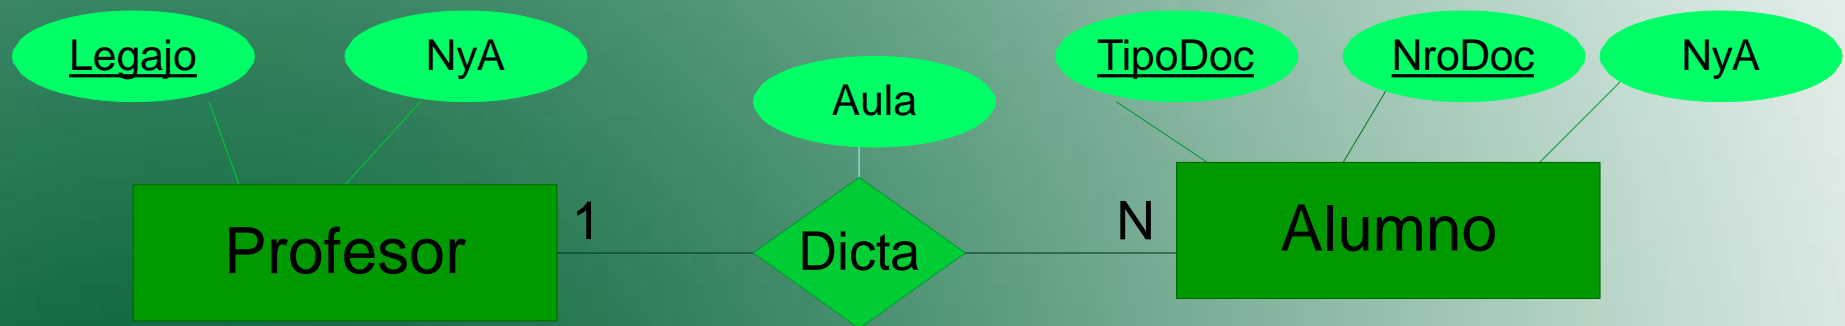 Legajo
NyA
Aula
TipoDoc
NroDoc
NyA
Profesor
1
Dicta
N
Alumno